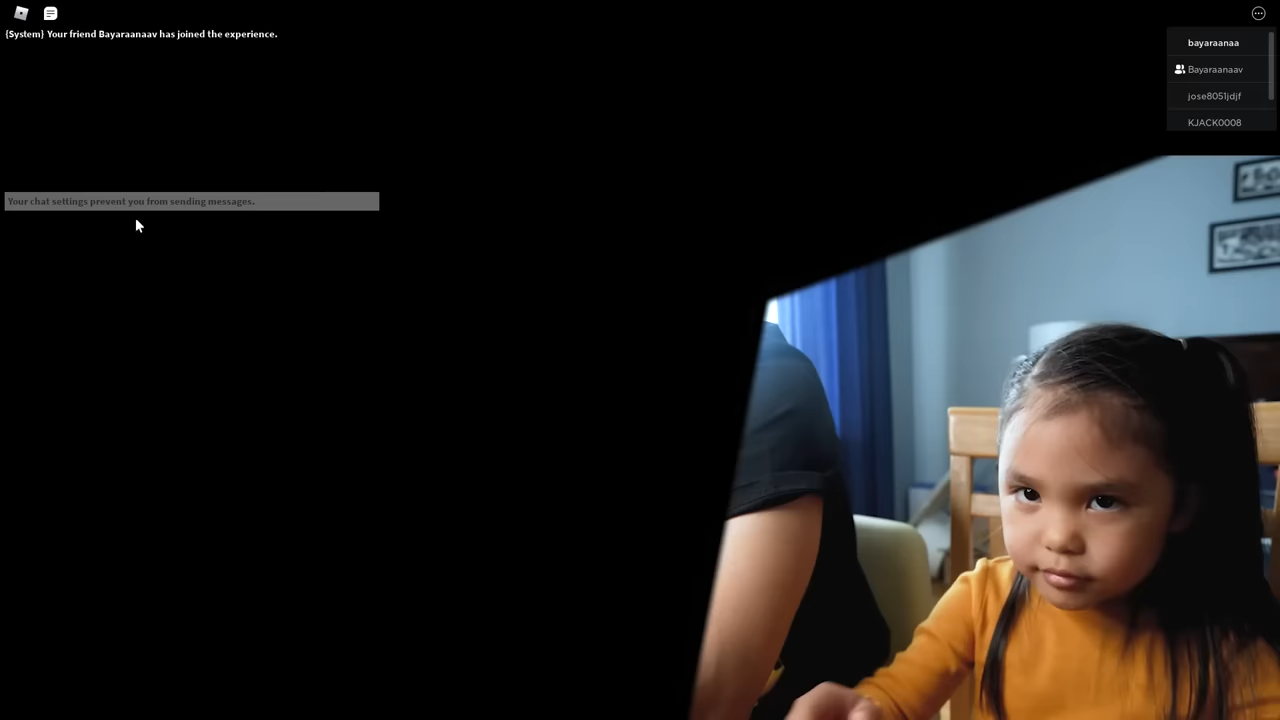 {System} Your friend Bayaraanaav has joined the experience.
bayaraanaa
Bayaraanaav
jose8051jdjf
KJACK0008
Your chat settings prevent you from sending messages.